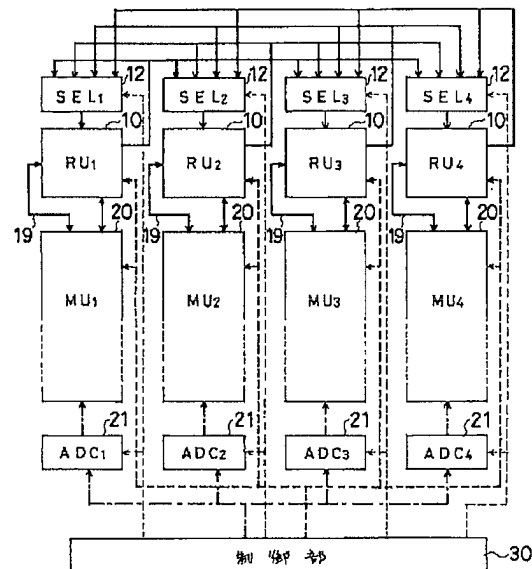 12 12 12 12
SEL1 SEL2 SEL3 SEL4
10 10 10 10
RU1 RU2 RU3 RU4
19 20 19 20 19 20 19 20
MU1 MU2 MU3 MU4
21 21 21 21
ADC1 ADC2 ADC3 ADC4
制御部 30